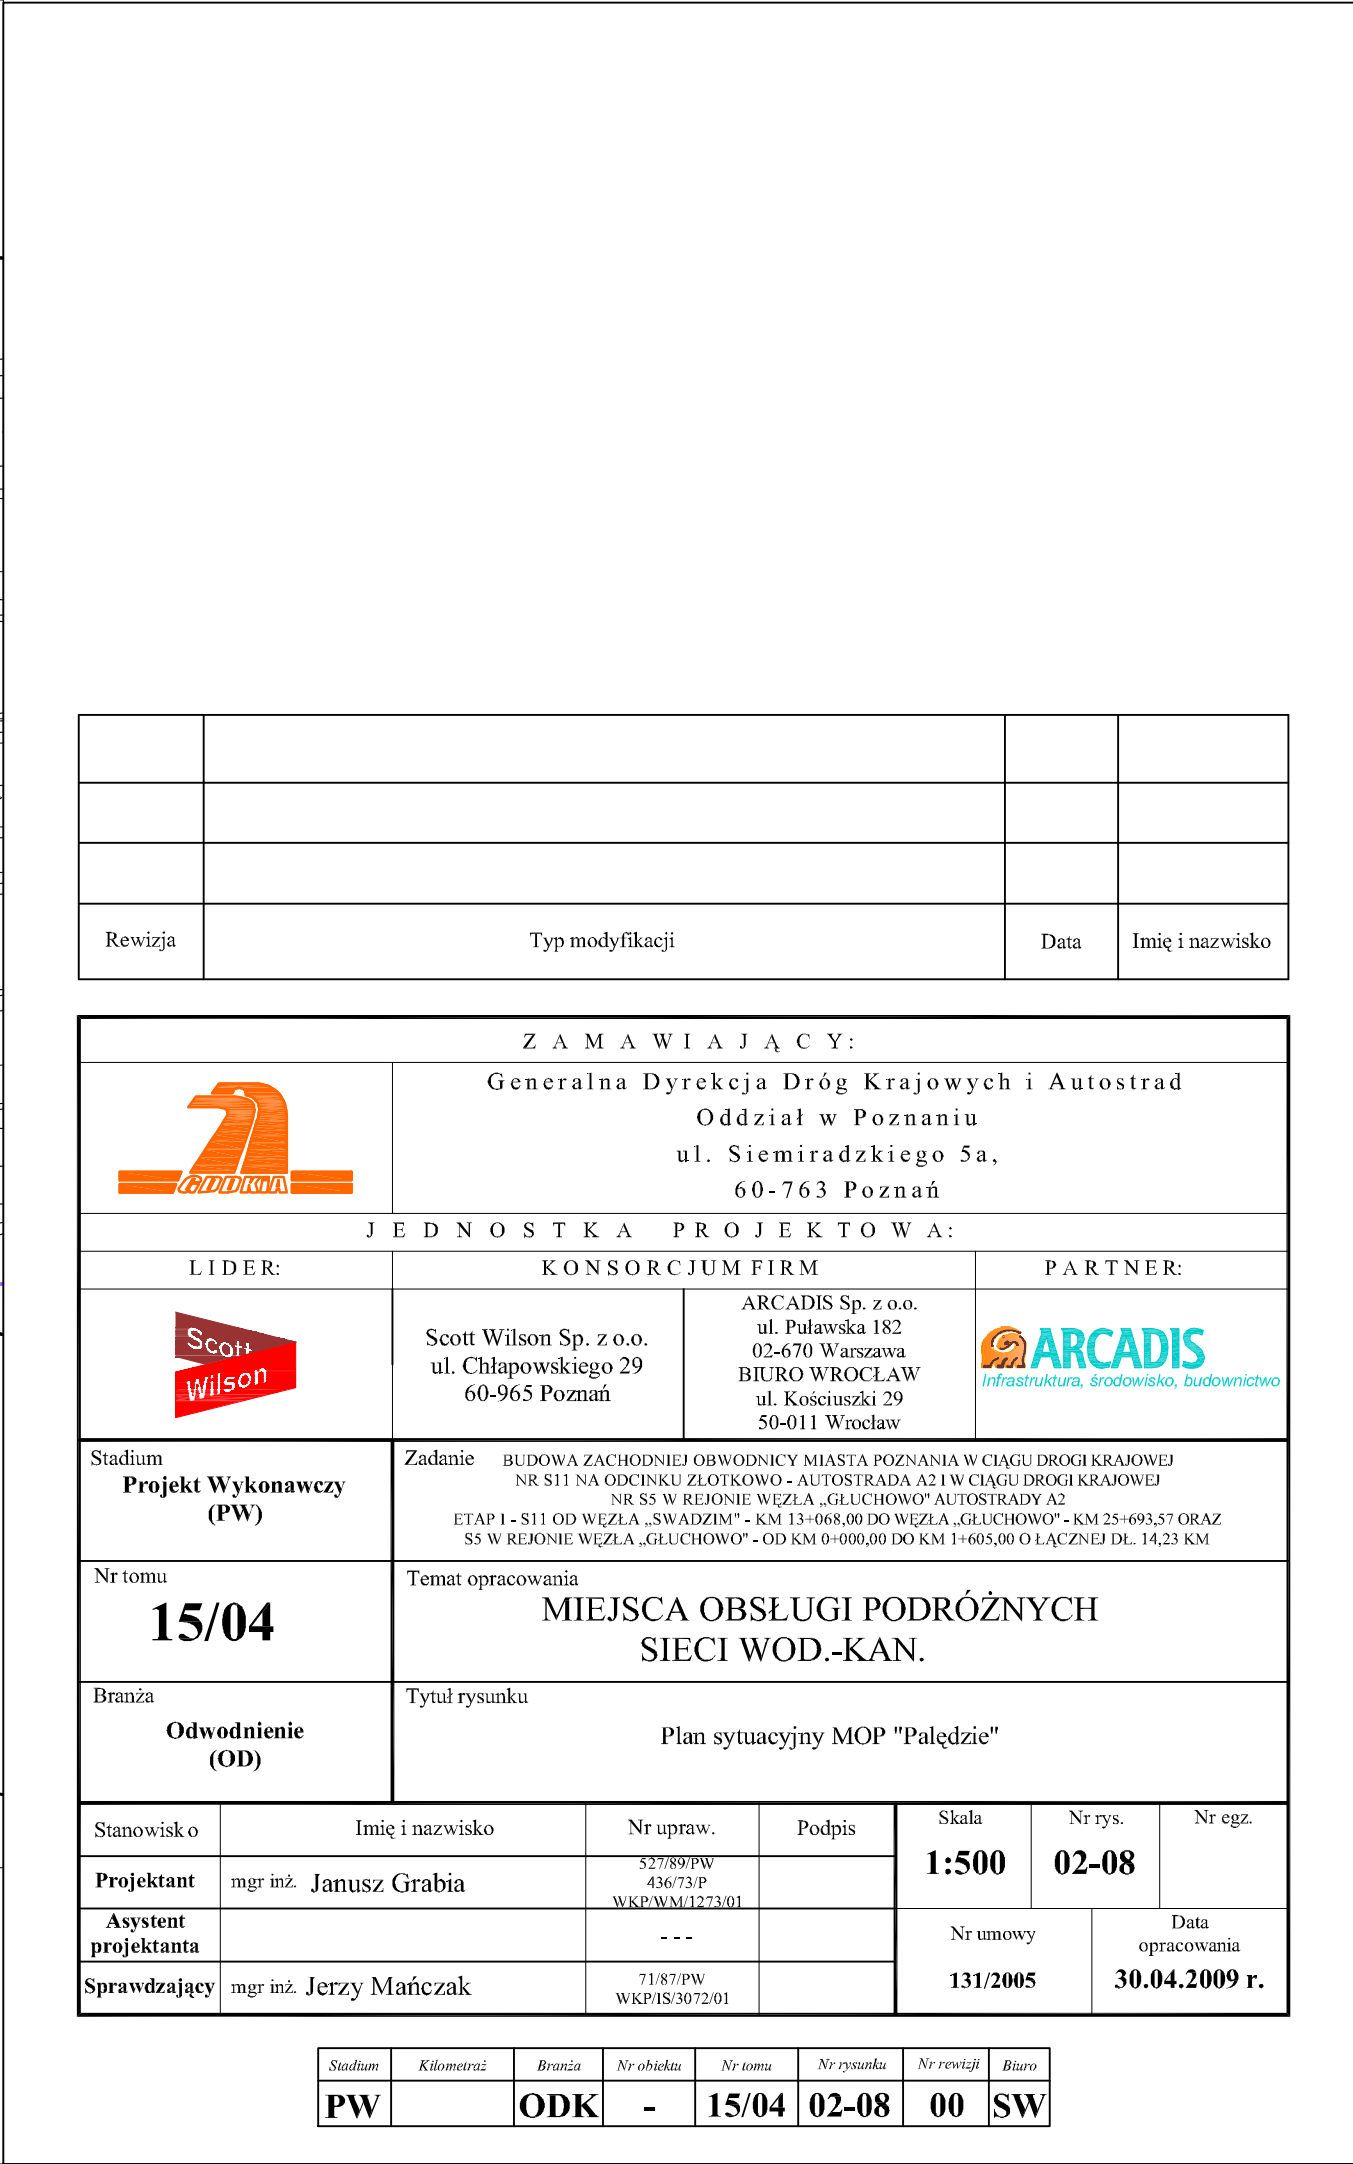 Rewizja Typ modyfikacji Data Imię i nazwisko
ZAMAWIAJĄCY:
GDDKiA
Generalna Dyrekcja Dróg Krajowych i Autostrad
Oddział w Poznaniu
ul. Siemiradzkiego 5a,
60-763 Poznań
JEDNOSTKA PROJEKTOWA:
LIDER: KONSORCJUM FIRM PARTNER:
Scott
Wilson
Scott Wilson Sp. z o.o.
ul. Chłapowskiego 29
60-965 Poznań
ARCADIS Sp. z o.o.
ul. Puławska 182
02-670 Warszawa
BIURO WROCŁAW
ul. Kościuszki 29
50-011 Wrocław
ARCADIS
Infrastruktura, środowisko, budownictwo
Stadium
Projekt Wykonawczy
(PW)
Zadanie
BUDOWA ZACHODNIEJ OBWODNICY MIASTA POZNANIA W CIĄGU DROGI KRAJOWEJ
NR S11 NA ODCINKU ZŁOTKOWO - AUTOSTRADA A2 I W CIĄGU DROGI KRAJOWEJ
NR S5 W REJONIE WĘZŁA „GŁUCHOWO" AUTOSTRADY A2
ETAP I - S11 OD WĘZŁA „SWADZIM" - KM 13+068,00 DO WĘZŁA „GŁUCHOWO" - KM 25+693,57 ORAZ
S5 W REJONIE WĘZŁA „GŁUCHOWO" - OD KM 0+000,00 DO KM 1+605,00 O ŁĄCZNEJ DŁ. 14,23 KM
Nr tomu
15/04
Temat opracowania
MIEJSCA OBSŁUGI PODRÓŻNYCH
SIECI WOD.-KAN.
Branża
Odwodnienie
(OD)
Tytuł rysunku
Plan sytuacyjny MOP "Palędzie"
Stanowisko Imię i nazwisko Nr upraw. Podpis
Projektant mgr inż. Janusz Grabia
527/89/PW
436/73/P
WKP/WM/1273/01
Asystent
projektanta
---
Sprawdzający mgr inż. Jerzy Mańczak
71/87/PW
WKP/IS/3072/01
Skala Nr rys. Nr egz.
1:500 02-08
Nr umowy
131/2005
Data
opracowania
30.04.2009 r.
Stadium Kilometraż Branża Nr obiektu Nr tomu Nr rysunku Nr rewizji Biuro
PW ODK - 15/04 02-08 00 SW